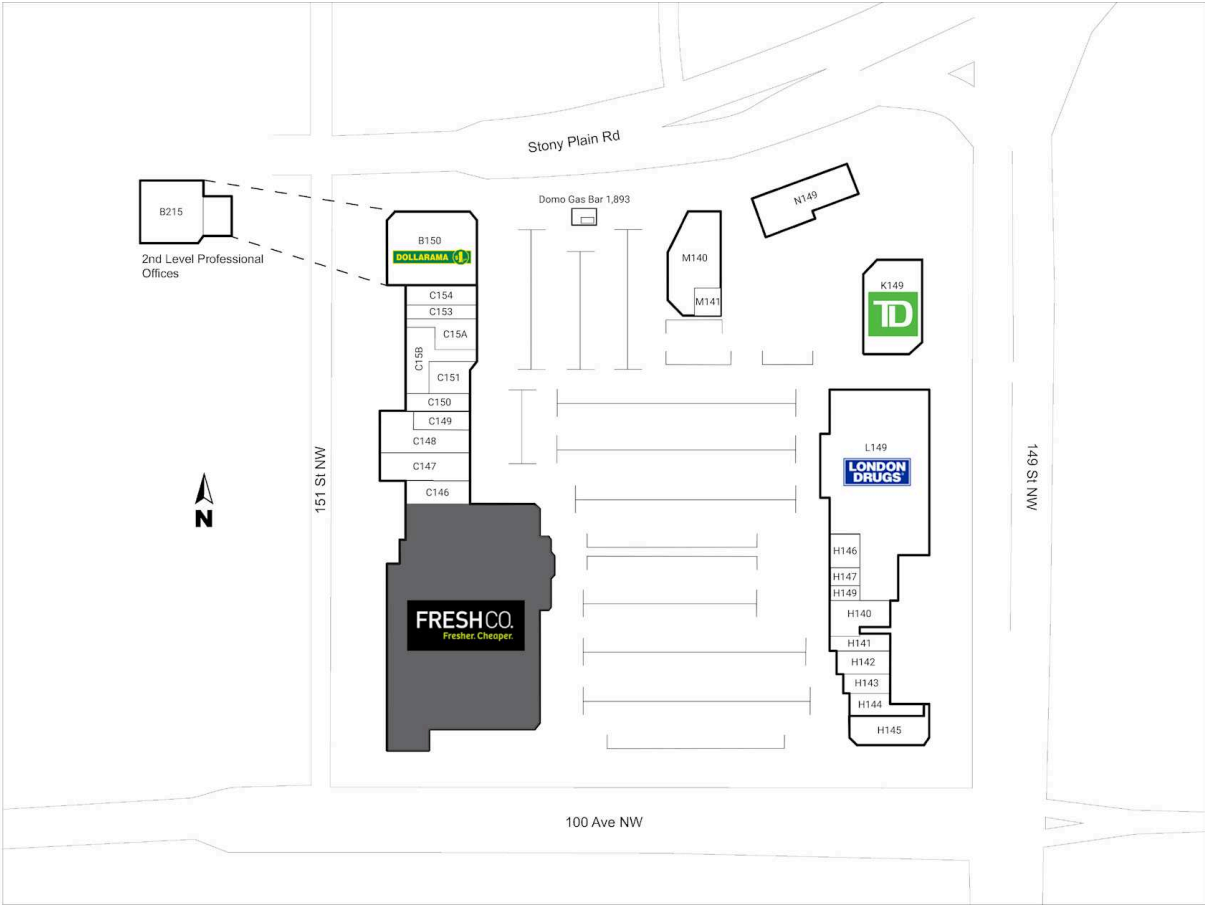 Stony Plain Rd
Domo Gas Bar 1,893
N149
B215
2nd Level Professional
Offices
B150
DOLLARAMA $1
M140
M141
K149
TD
C154
C153
C15A
C15B
C151
C150
C149
C148
C147
C146
L149
LONDON
DRUGS
151 St NW
149 St NW
N
H146
H147
H149
H140
H141
H142
H143
H144
H145
FRESHCO.
Fresher. Cheaper.
100 Ave NW